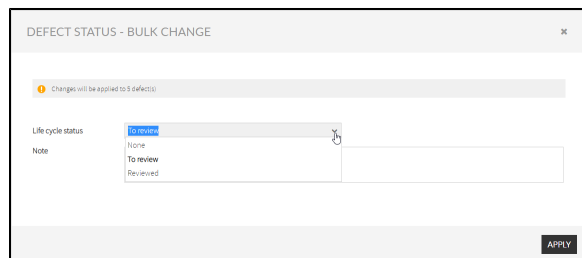 DEFECT STATUS - BULK CHANGE
Changes will be applied to 5 defect(s)
Life cycle status
To review
None
Note
To review
Reviewed
APPLY